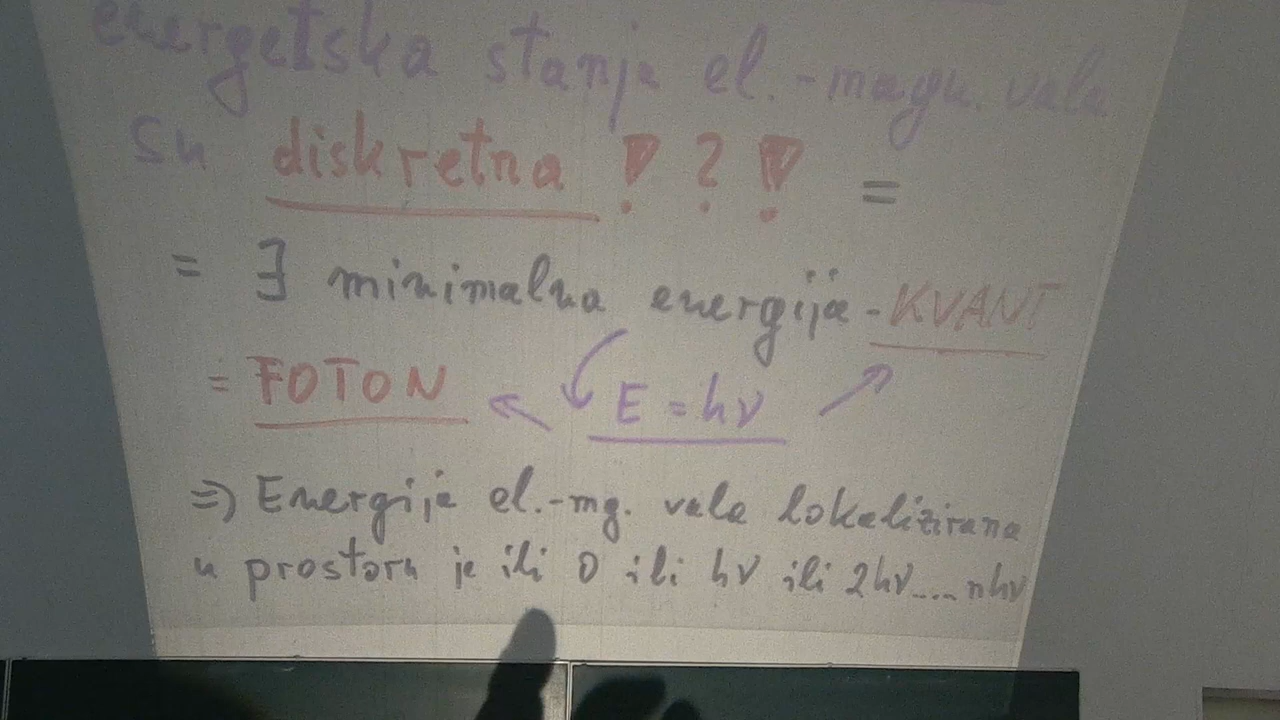 energetska stanja el.-magn. vala
su diskretna ! ? ! =
= ∃ minimalna energija - KVANT
= FOTON E = hν
=> Energija el.-mg. vala lokalizirana
u prostoru je ili 0 ili hν ili 2hν.... nhν